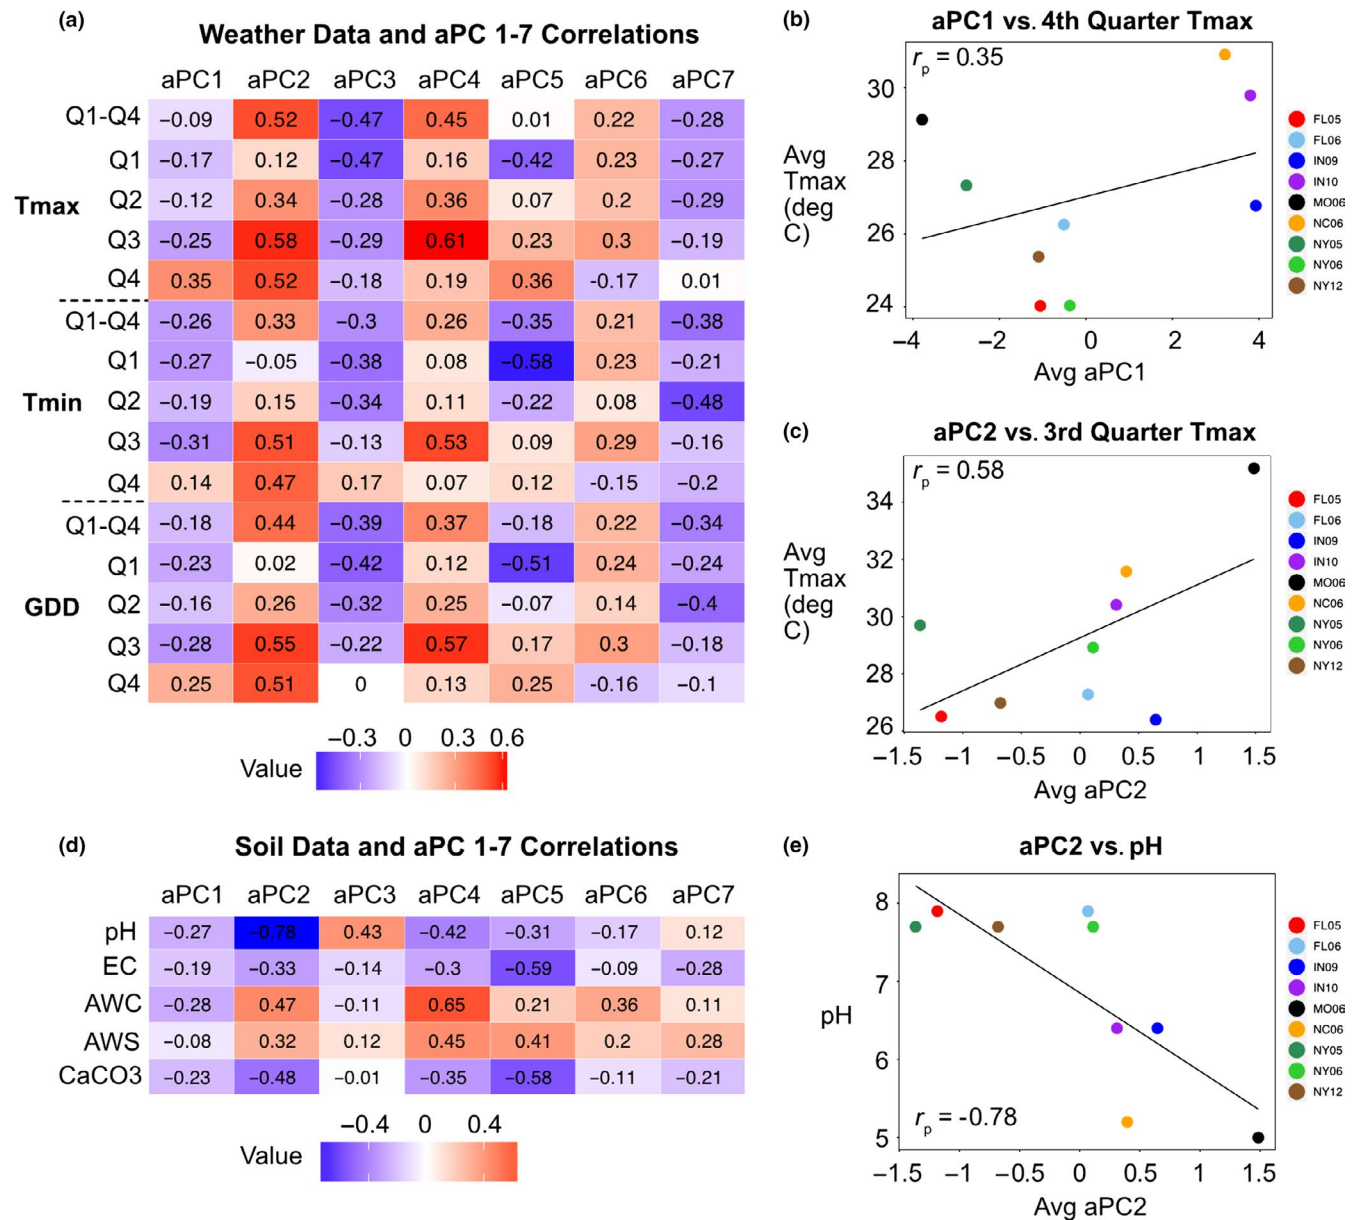 (a)
Weather Data and aPC 1-7 Correlations
aPC1 aPC2 aPC3 aPC4 aPC5 aPC6 aPC7
Tmax
Q1-Q4 −0.09 0.52 −0.47 0.45 0.01 0.22 −0.28
Q1 −0.17 0.12 −0.47 0.16 −0.42 0.23 −0.27
Q2 −0.12 0.34 −0.28 0.36 0.07 0.2 −0.29
Q3 −0.25 0.58 −0.29 0.61 0.23 0.3 −0.19
Q4 0.35 0.52 −0.18 0.19 0.36 −0.17 0.01
Tmin
Q1-Q4 −0.26 0.33 −0.3 0.26 −0.35 0.21 −0.38
Q1 −0.27 −0.05 −0.38 0.08 −0.58 0.23 −0.21
Q2 −0.19 0.15 −0.34 0.11 −0.22 0.08 −0.48
Q3 −0.31 0.51 −0.13 0.53 0.09 0.29 −0.16
Q4 0.14 0.47 0.17 0.07 0.12 -0.15 −0.2
GDD
Q1-Q4 −0.18 0.44 −0.39 0.37 −0.18 0.22 −0.34
Q1 −0.23 0.02 −0.42 0.12 −0.51 0.24 −0.24
Q2 −0.16 0.26 −0.32 0.25 −0.07 0.14 −0.4
Q3 −0.28 0.55 −0.22 0.57 0.17 0.3 −0.18
Q4 0.25 0.51 0 0.13 0.25 −0.16 −0.1
−0.3 0 0.3 0.6
Value
(b)
aPC1 vs. 4th Quarter Tmax
rp = 0.35
30
28
26
24
Avg
Tmax
(deg
C)
−4 −2 0 2 4
Avg aPC1
FL05
FL06
IN09
IN10
MO06
NC06
NY05
NY06
NY12
(c)
aPC2 vs. 3rd Quarter Tmax
rp = 0.58
34
32
30
28
26
Avg
Tmax
(deg
C)
−1.5 −1 −0.5 0 0.5 1 1.5
Avg aPC2
FL05
FL06
IN09
IN10
MO06
NC06
NY05
NY06
NY12
(d)
Soil Data and aPC 1-7 Correlations
aPC1 aPC2 aPC3 aPC4 aPC5 aPC6 aPC7
pH −0.27 −0.78 0.43 −0.42 −0.31 −0.17 0.12
EC −0.19 −0.33 −0.14 −0.3 −0.59 −0.09 −0.28
AWC −0.28 0.47 −0.11 0.65 0.21 0.36 0.11
AWS −0.08 0.32 0.12 0.45 0.41 0.2 0.28
CaCO3 −0.23 −0.48 −0.01 −0.35 −0.58 −0.11 −0.21
−0.4 0 0.4
Value
(e)
aPC2 vs. pH
8
7
6
5
pH
rp = -0.78
−1.5 −1 −0.5 0 0.5 1 1.5
Avg aPC2
FL05
FL06
IN09
IN10
MO06
NC06
NY05
NY06
NY12